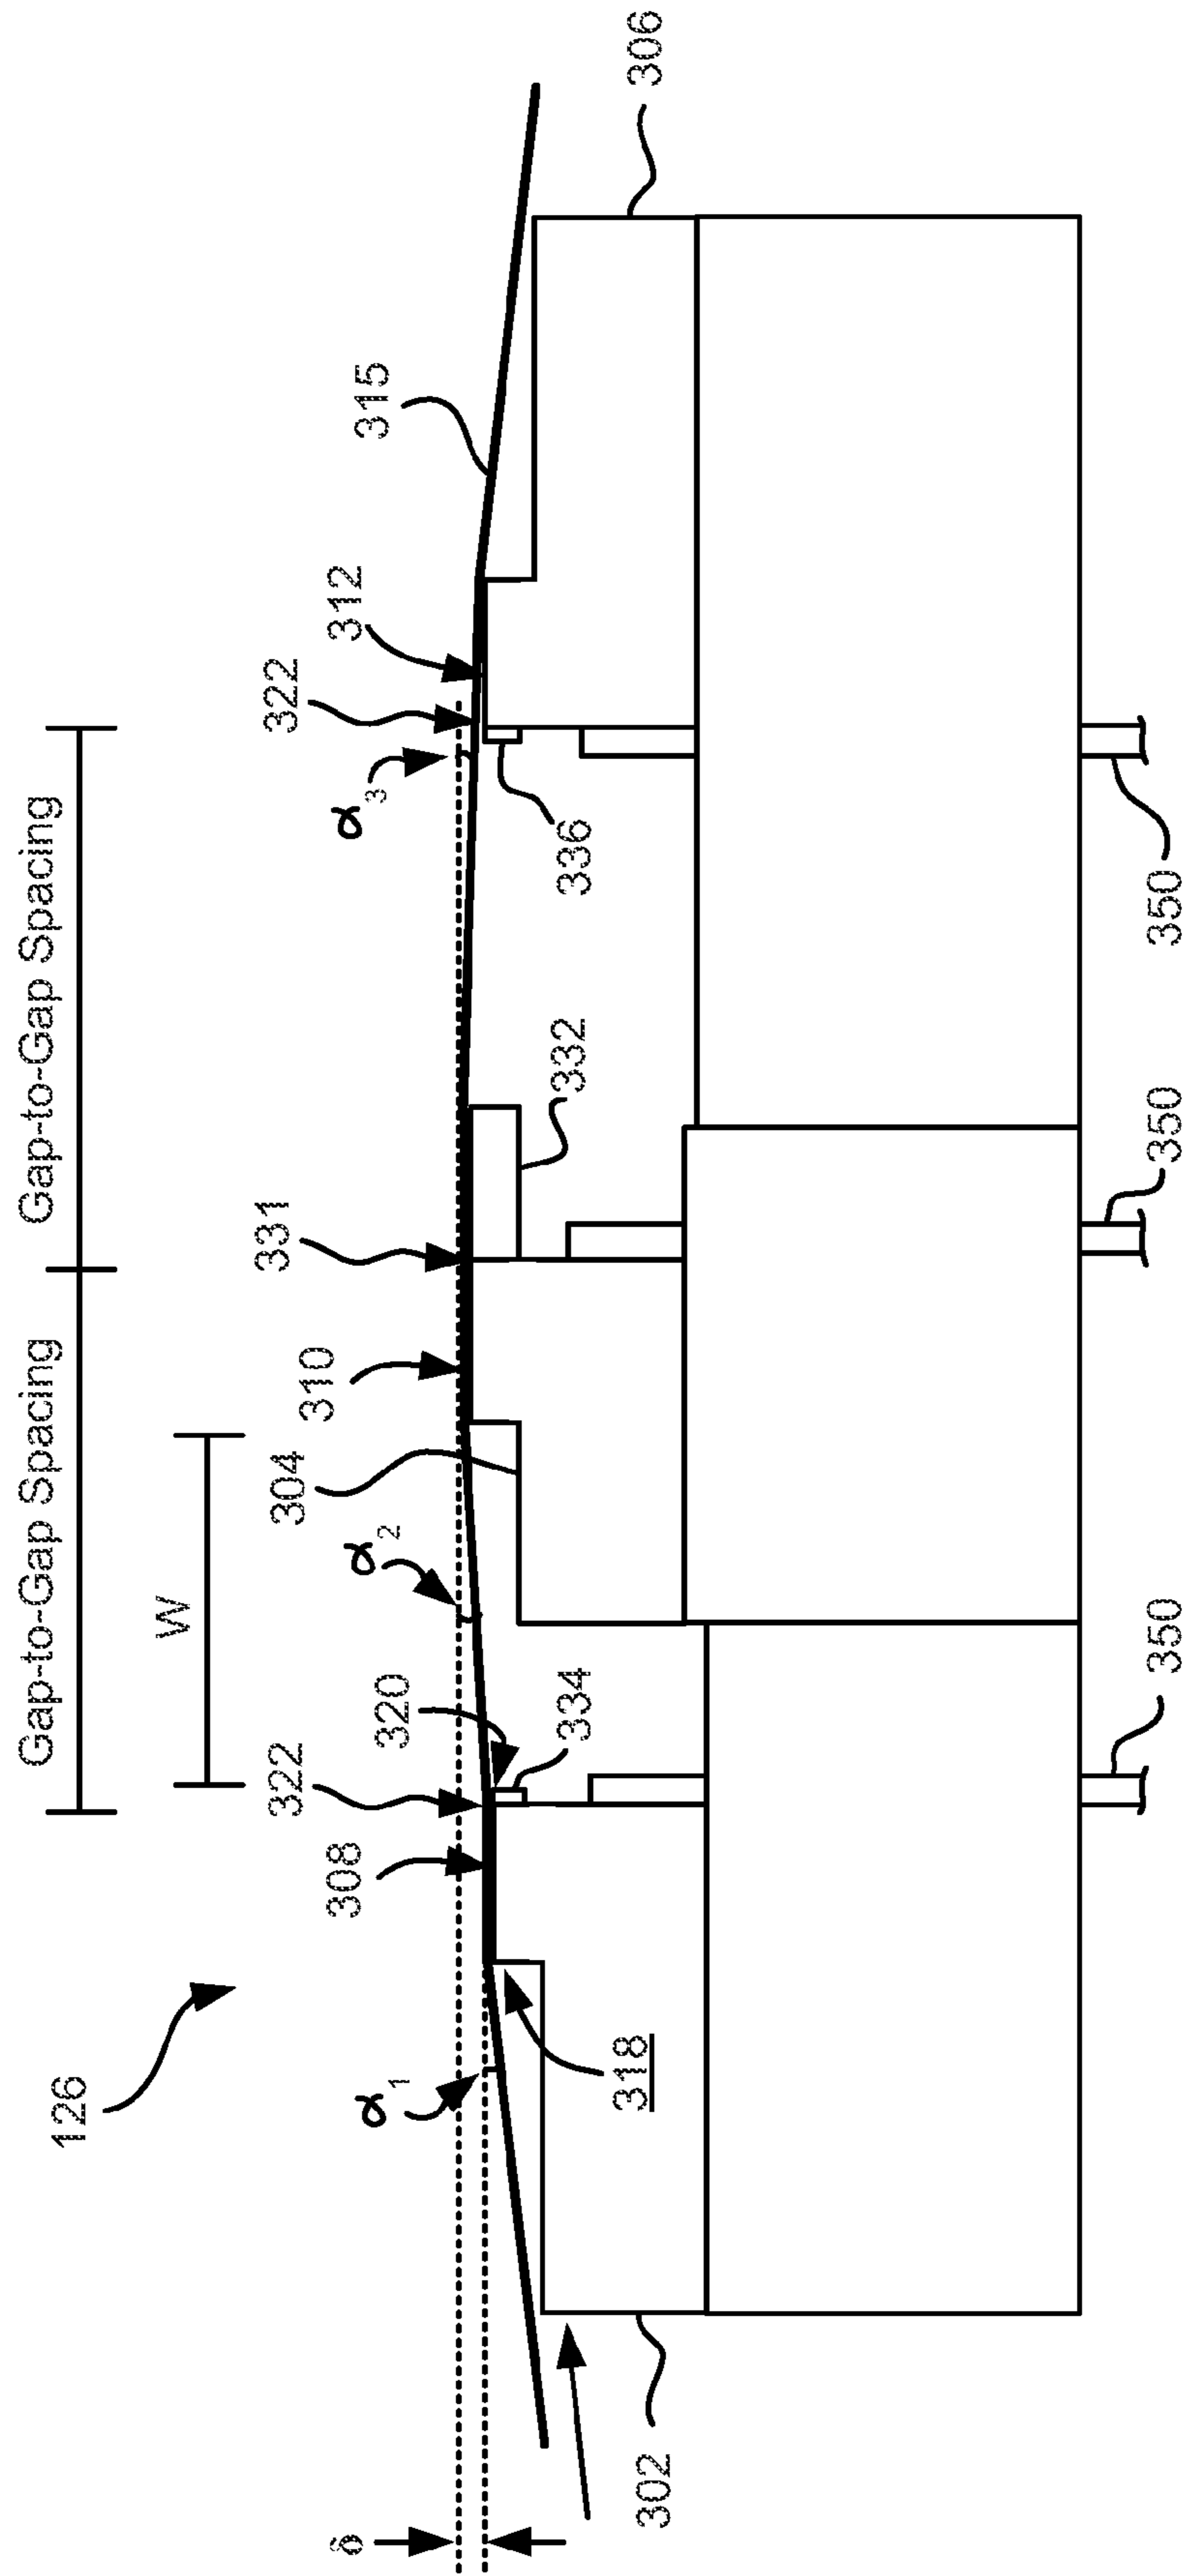 Gap-to-Gap Spacing
Gap-to-Gap Spacing
W
126
δ
α1
α2
α3
308
322
320
334
304
310
331
332
322
312
336
315
306
318
302
350
350
350